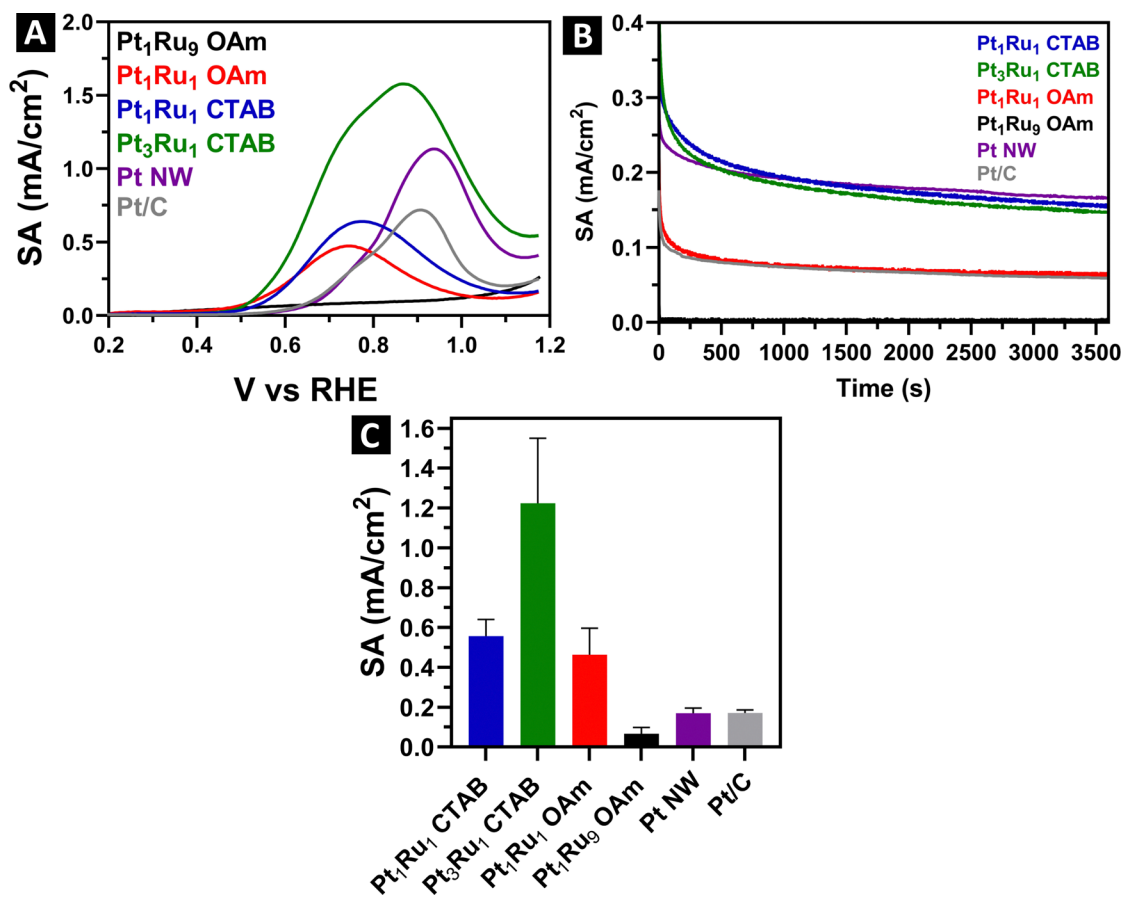 A
SA (mA/cm²)
2.0
1.5
1.0
0.5
0.0
Pt₁Ru₉ OAm
Pt₁Ru₁ OAm
Pt₁Ru₁ CTAB
Pt₃Ru₁ CTAB
Pt NW
Pt/C
0.2 0.4 0.6 0.8 1.0 1.2
V vs RHE
B
SA (mA/cm²)
0.4
0.3
0.2
0.1
0.0
Pt₁Ru₁ CTAB
Pt₃Ru₁ CTAB
Pt₁Ru₁ OAm
Pt₁Ru₉ OAm
Pt NW
Pt/C
0 500 1000 1500 2000 2500 3000 3500
Time (s)
C
SA (mA/cm²)
1.6
1.4
1.2
1.0
0.8
0.6
0.4
0.2
0.0
Pt₁Ru₁ CTAB
Pt₃Ru₁ CTAB
Pt₁Ru₁ OAm
Pt₁Ru₉ OAm
Pt NW
Pt/C